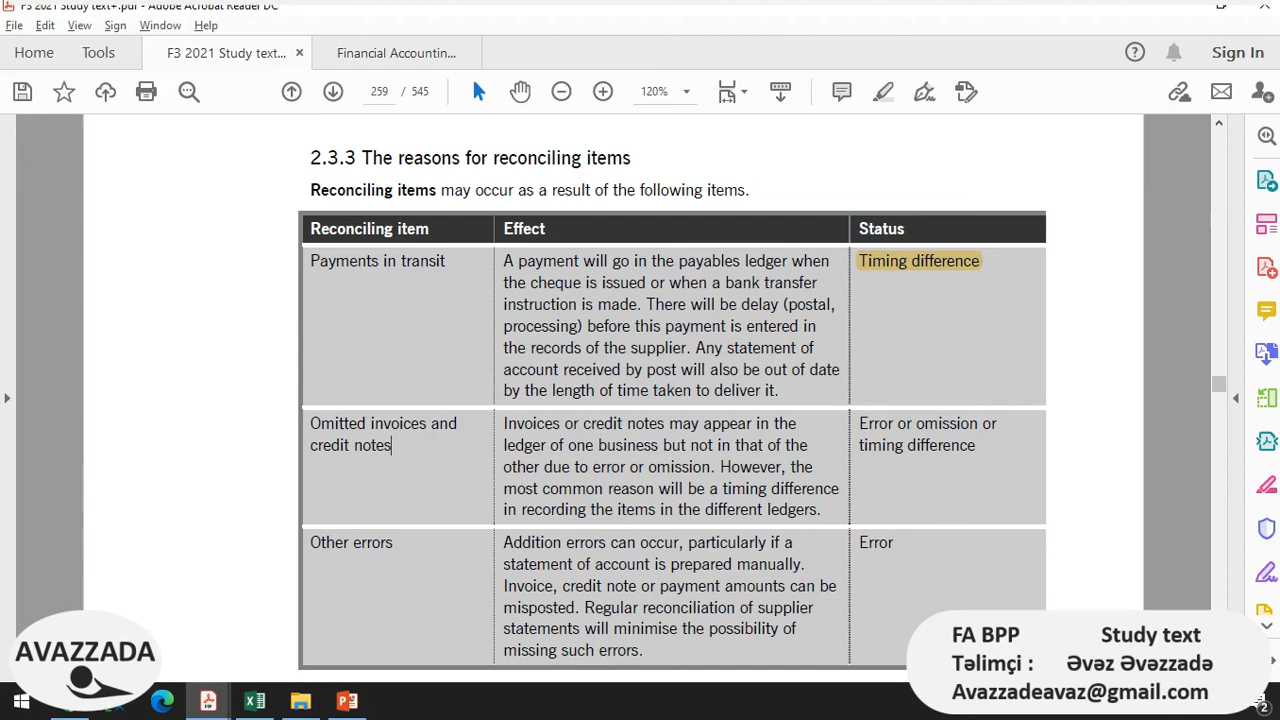 F3 2021 Study text+.pdf - Adobe Acrobat Reader DC
File Edit View Sign Window Help
Home Tools F3 2021 Study text... × Financial Accountin... Sign In
259 / 545 120%
2.3.3 The reasons for reconciling items
Reconciling items may occur as a result of the following items.
Reconciling item Effect Status
Payments in transit A payment will go in the payables ledger when Timing difference
the cheque is issued or when a bank transfer
instruction is made. There will be delay (postal,
processing) before this payment is entered in
the records of the supplier. Any statement of
account received by post will also be out of date
by the length of time taken to deliver it.
Omitted invoices and Invoices or credit notes may appear in the Error or omission or
credit notes ledger of one business but not in that of the timing difference
other due to error or omission. However, the
most common reason will be a timing difference
in recording the items in the different ledgers.
Other errors Addition errors can occur, particularly if a Error
statement of account is prepared manually.
Invoice, credit note or payment amounts can be
misposted. Regular reconciliation of supplier
statements will minimise the possibility of
missing such errors.
AVAZZADA
FA BPP Study text
Təlimçi : Əvəz Əvəzzadə
Avazzadeavaz@gmail.com
2